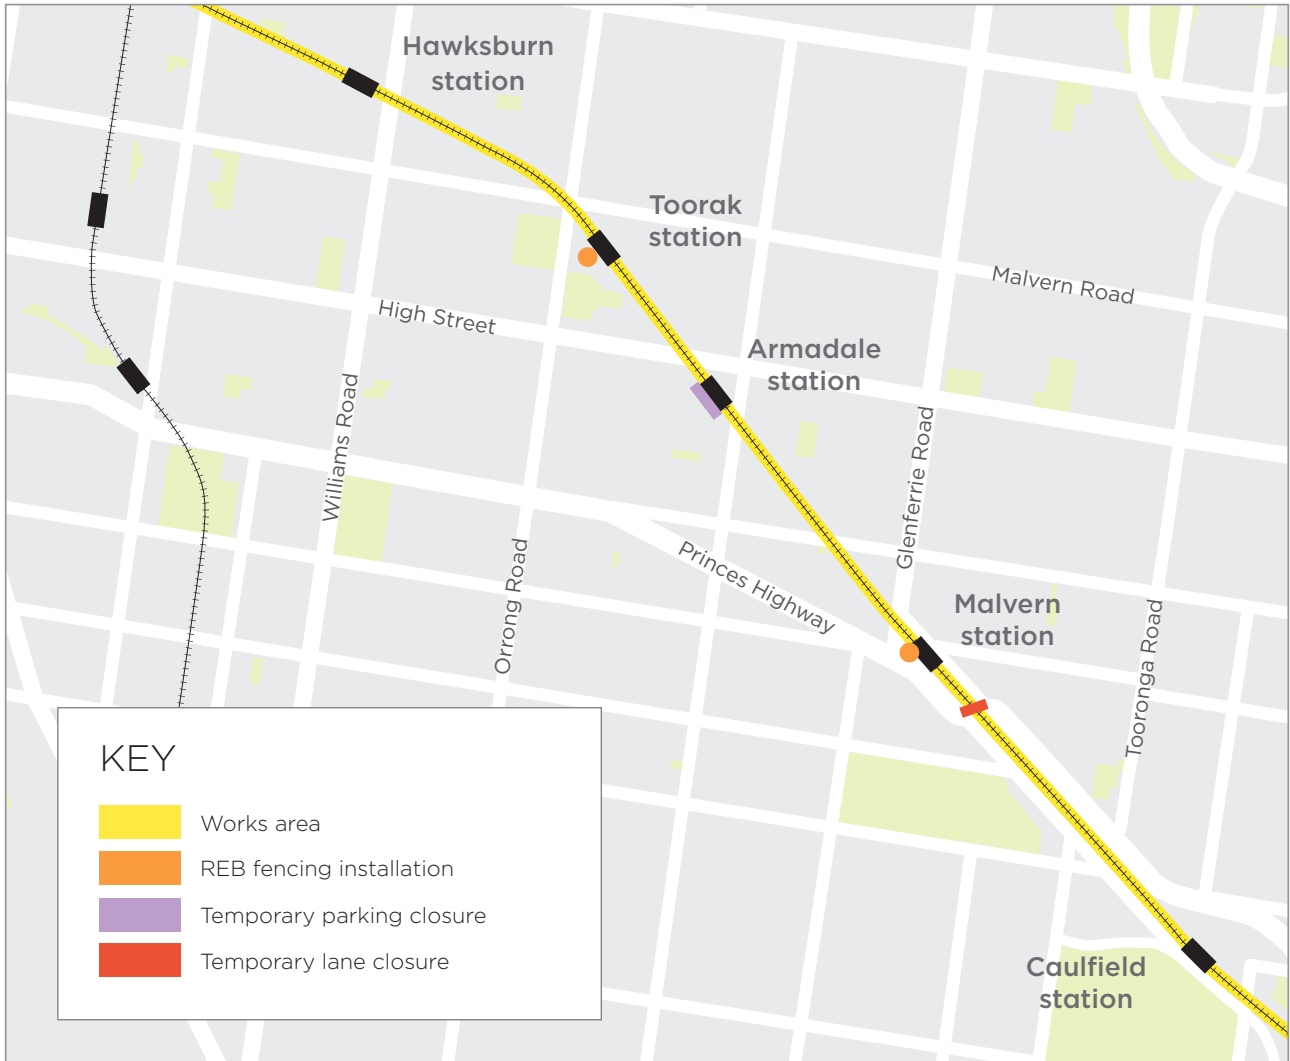 Hawksburn
station
Toorak
station
Malvern Road
High Street
Armadale
station
Williams Road
Glenferrie Road
Orrong Road
Princes Highway
Malvern
station
Tooronga Road
KEY
Works area
REB fencing installation
Temporary parking closure
Temporary lane closure
Caulfield
station